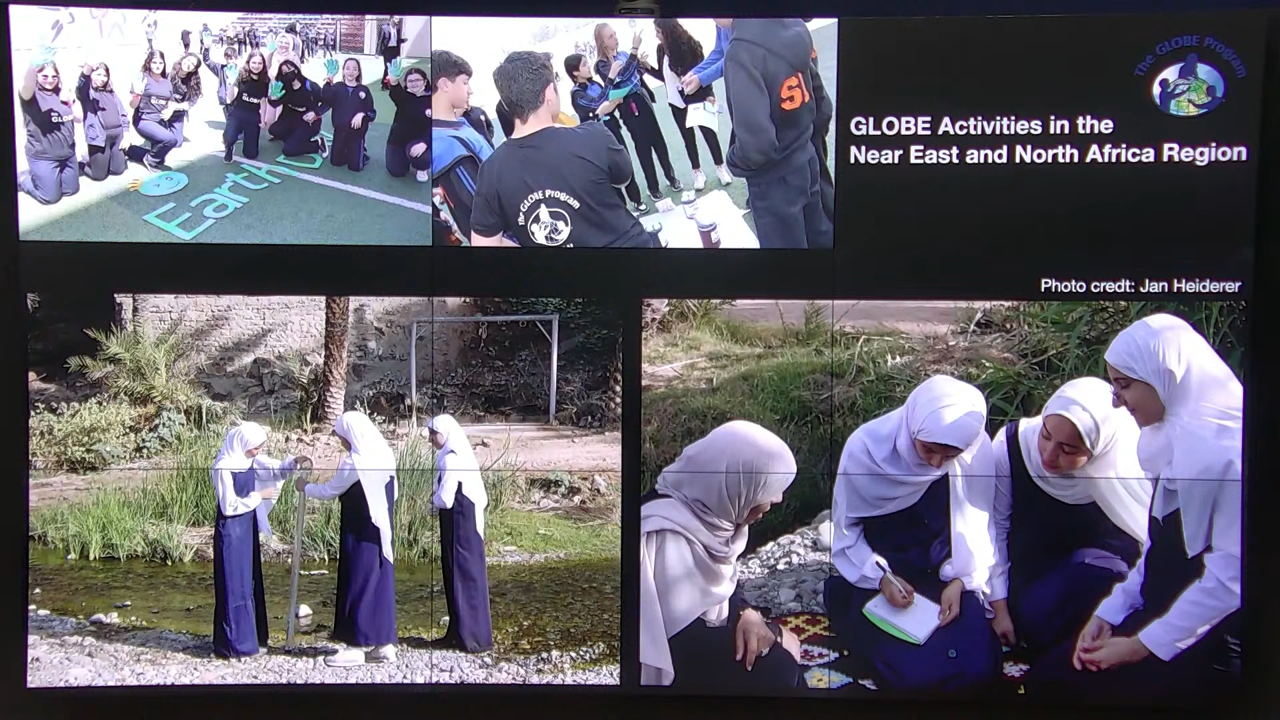 Earth Day
The GLOBE Program
SI
The GLOBE Program
GLOBE Activities in the
Near East and North Africa Region
Photo credt: Jan Heiderer